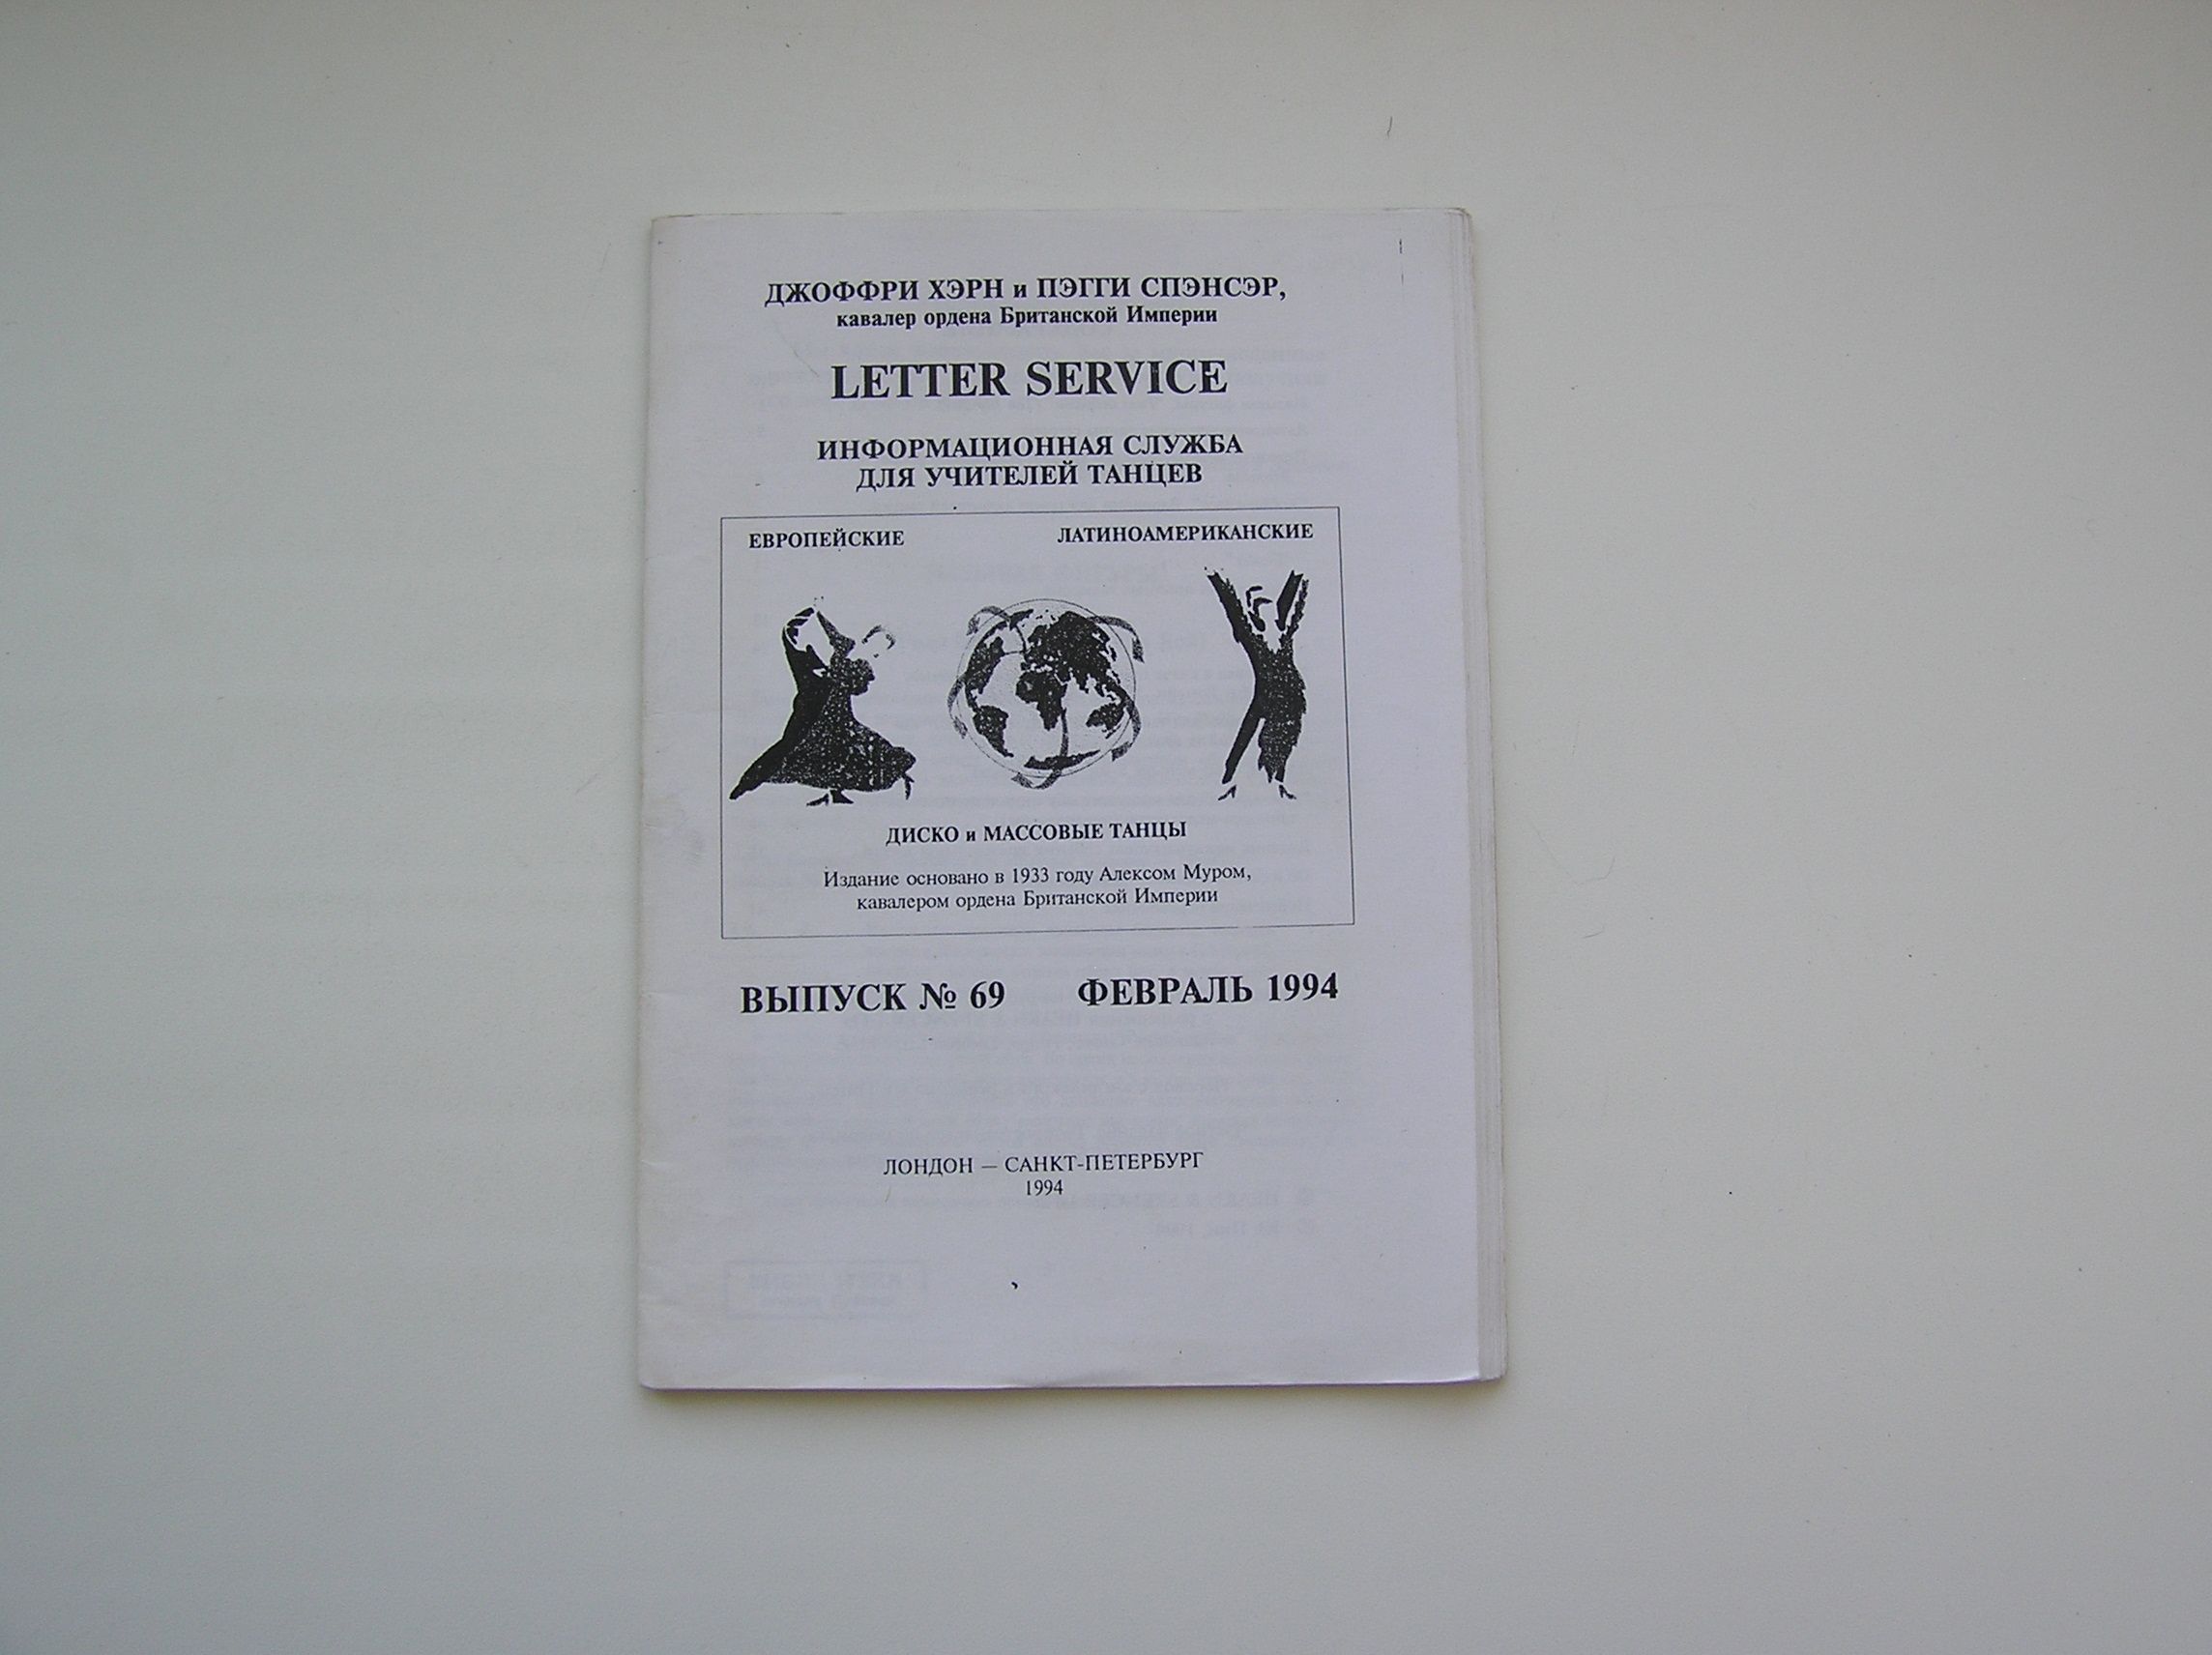 ДЖОФФРИ ХЭРН и ПЭГГИ СПЭНСЭР,
кавалер ордена Британской Империи
LETTER SERVICE
ИНФОРМАЦИОННАЯ СЛУЖБА
ДЛЯ УЧИТЕЛЕЙ ТАНЦЕВ
ЕВРОПЕЙСКИЕ ЛАТИНОАМЕРИКАНСКИЕ
ДИСКО и МАССОВЫЕ ТАНЦЫ
Издание основано в 1933 году Алексом Муром,
кавалером ордена Британской Империи
ВЫПУСК № 69 ФЕВРАЛЬ 1994
ЛОНДОН — САНКТ-ПЕТЕРБУРГ
1994